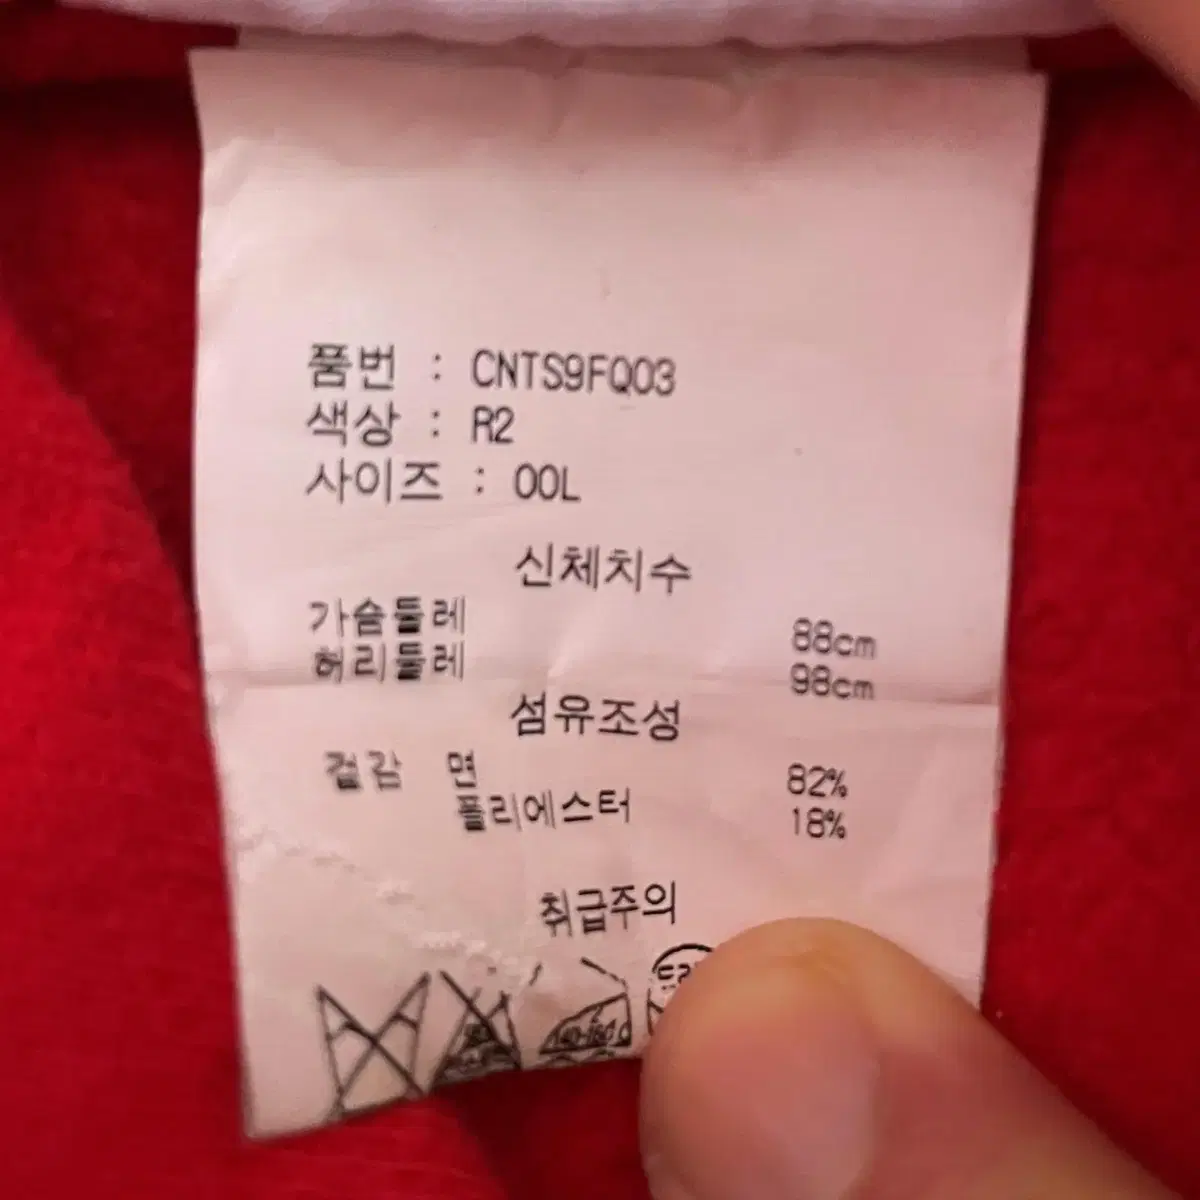 품번 : CNTS9FQ03
색상 : R2
사이즈 : 00L
신체치수
가슴둘레 88cm
허리둘레 98cm
섬유조성
겉감 면 82%
폴리에스터 18%
취급주의
140-160℃